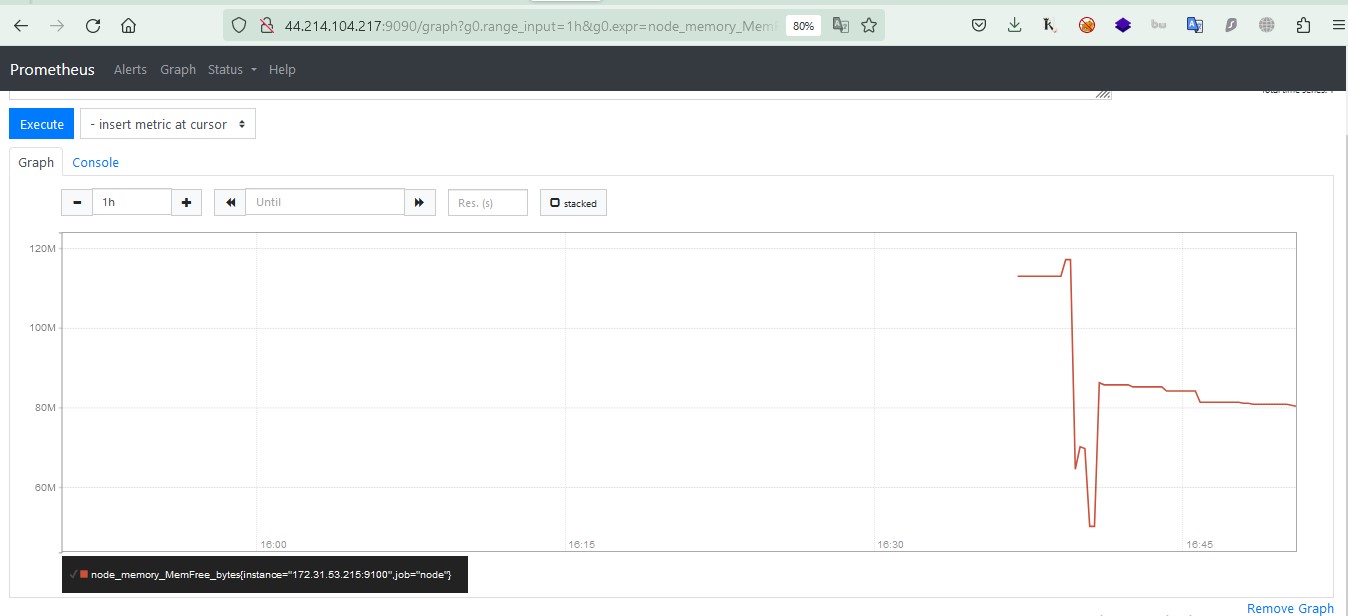 44.214.104.217:9090/graph?g0.range_input=1h&g0.expr=node_memory_MemF
80%
Prometheus Alerts Graph Status Help
Execute - insert metric at cursor
Graph Console
- 1h + Until Res. (s) stacked
120M
100M
80M
60M
16:00 16:15 16:30 16:45
node_memory_MemFree_bytes{instance="172.31.53.215:9100",job="node"}
Remove Graph